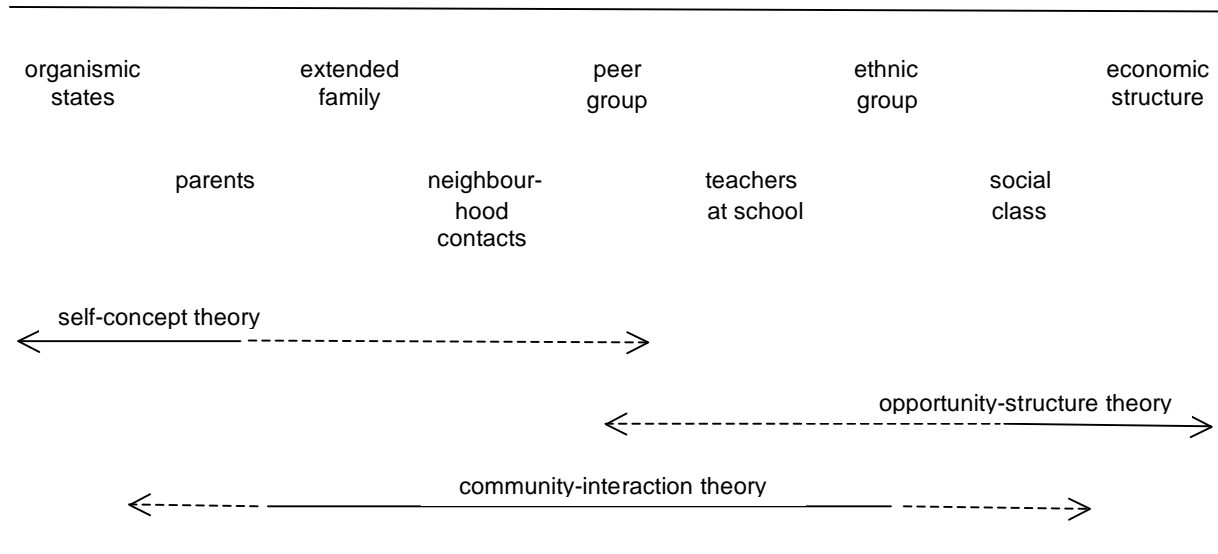 organismic
states
extended
family
peer
group
ethnic
group
economic
structure
parents
neighbour-
hood
contacts
teachers
at school
social
class
self-concept theory
opportunity-structure theory
community-interaction theory